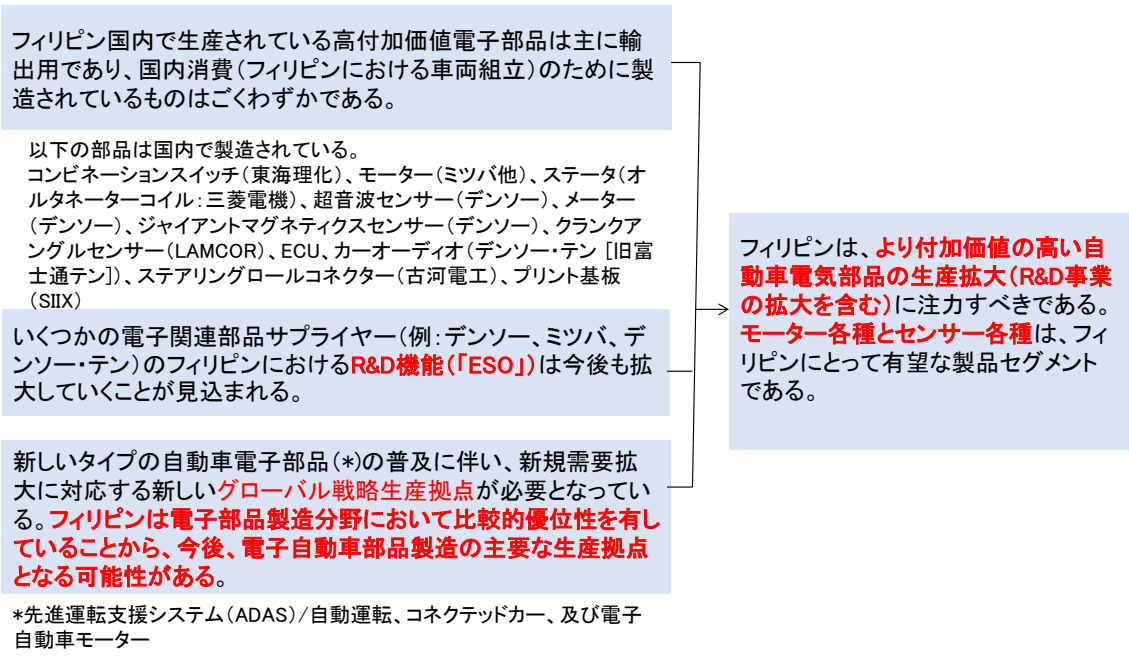 フィリピン国内で生産されている高付加価値電子部品は主に輸
出用であり、国内消費（フィリピンにおける車両組立）のために製
造されているものはごくわずかである。
以下の部品は国内で製造されている。
コンビネーションスイッチ（東海理化）、モーター（ミツバ他）、ステータ（オ
ルタネーターコイル：三菱電機）、超音波センサー（デンソー）、メーター
（デンソー）、ジャイアントマグネティクスセンサー（デンソー）、クランクア
ングルセンサー（LAMCOR）、ECU、カーオーディオ（デンソー・テン [旧富
士通テン]）、ステアリングロールコネクター（古河電工）、プリント基板
（SIIX）
いくつかの電子関連部品サプライヤー（例：デンソー、ミツバ、デ
ンソー・テン）のフィリピンにおけるR&D機能（「ESO」）は今後も拡
大していくことが見込まれる。
新しいタイプの自動車電子部品（*）の普及に伴い、新規需要拡
大に対応する新しいグローバル戦略生産拠点が必要となってい
る。フィリピンは電子部品製造分野において比較的優位性を有し
ていることから、今後、電子自動車部品製造の主要な生産拠点
となる可能性がある。
*先進運転支援システム（ADAS）/自動運転、コネクテッドカー、及び電子
自動車モーター
フィリピンは、より付加価値の高い自
動車電気部品の生産拡大（R&D事業
の拡大を含む）に注力すべきである。
モーター各種とセンサー各種は、フィ
リピンにとって有望な製品セグメント
である。